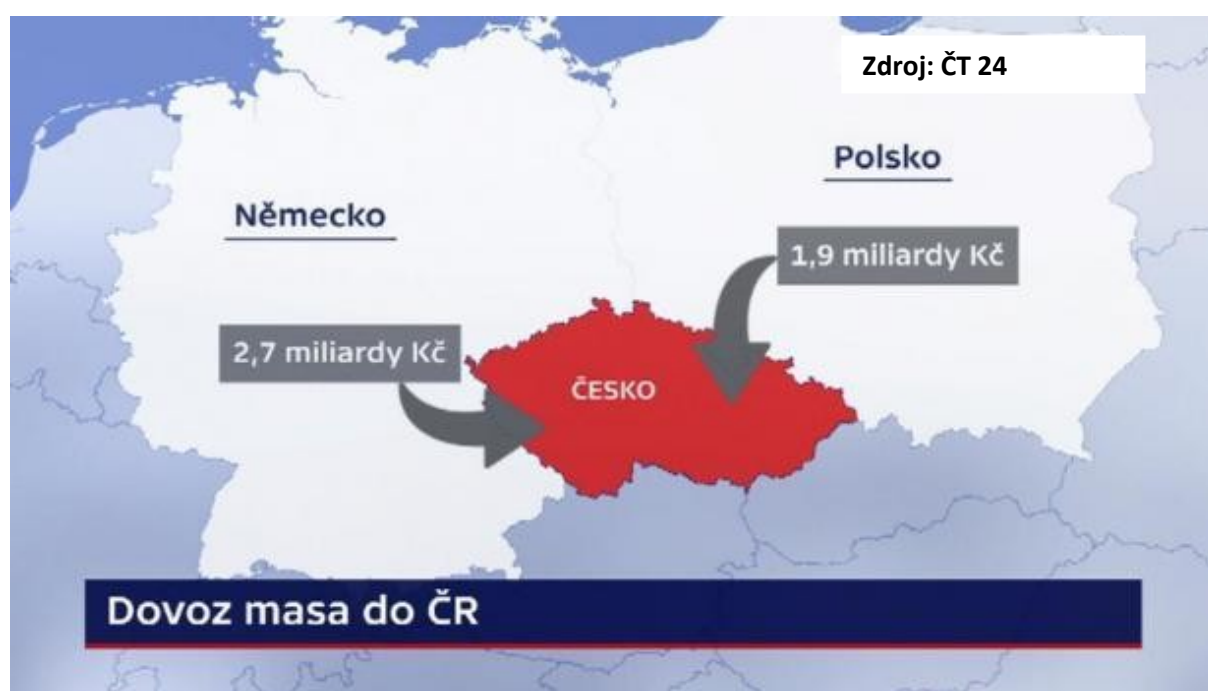 Zdroj: ČT 24
Polsko
Německo
1,9 miliardy Kč
2,7 miliardy Kč
ČESKO
Dovoz masa do ČR